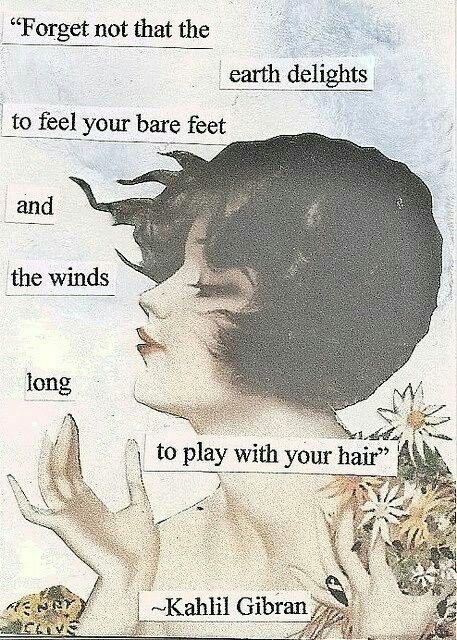 “Forget not that the
earth delights
to feel your bare feet
and
the winds
long
to play with your hair”
~Kahlil Gibran
HENRY
CLIVE